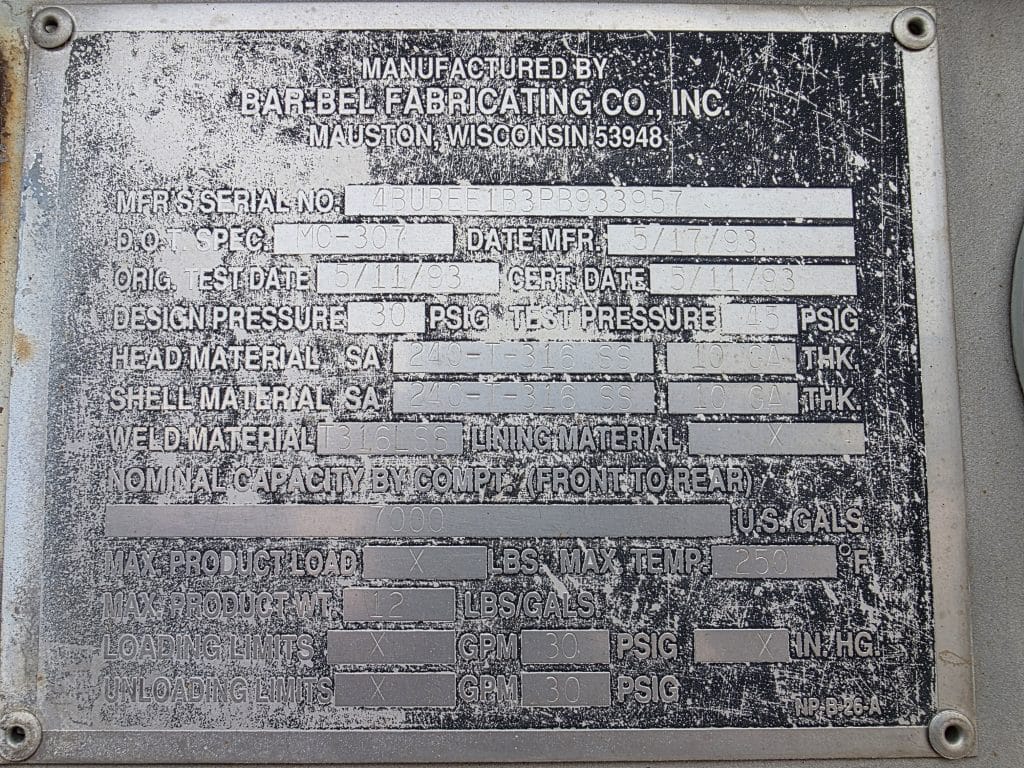 MANUFACTURED BY
BAR-BEL FABRICATING CO., INC.
MAUSTON, WISCONSIN 53948
MFR'S SERIAL NO. 4BUBEE1B3PB933957
D.O.T. SPEC. MC-307 DATE MFR. 5/17/93
ORIG. TEST DATE 5/11/93 CERT. DATE 5/11/93
DESIGN PRESSURE 30 PSIG TEST PRESSURE 45 PSIG
HEAD MATERIAL SA 240-T-316 SS 10 GA THK.
SHELL MATERIAL SA 240-T-316 SS 10 GA THK.
WELD MATERIAL T316LSS LINING MATERIAL X
NOMINAL CAPACITY BY COMPT. (FRONT TO REAR)
7000 U.S. GALS.
MAX. PRODUCT LOAD X LBS. MAX. TEMP. 250 °F.
MAX. PRODUCT WT. 12 LBS/GALS.
LOADING LIMITS X GPM 30 PSIG X IN. HG.
UNLOADING LIMITS X GPM 30 PSIG
NP-B-26-A